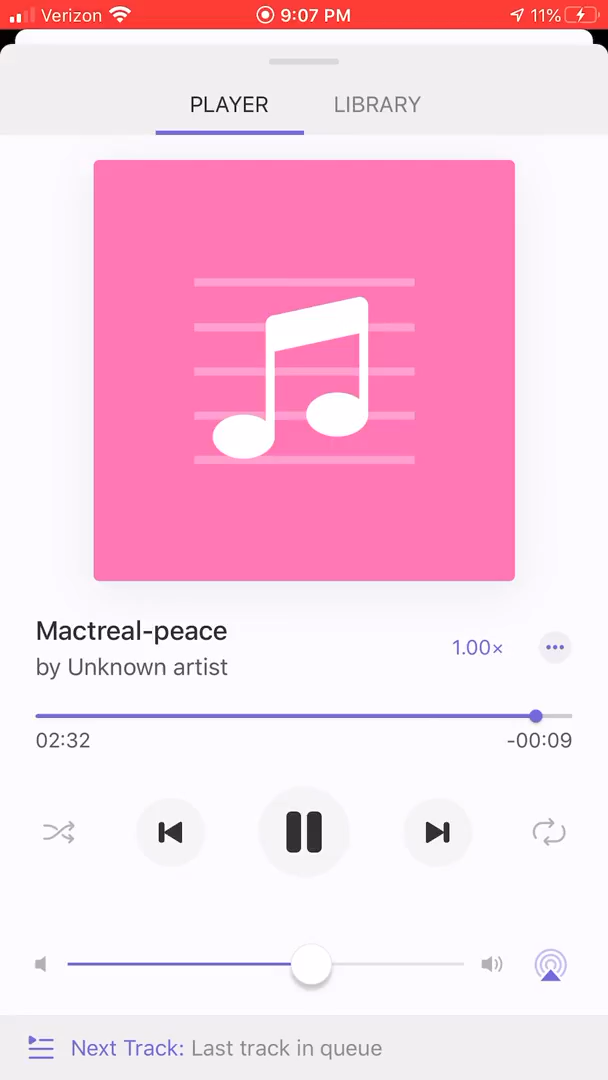 Verizon 9:07 PM 11%
PLAYER LIBRARY
Mactreal-peace
by Unknown artist
1.00×
02:32 -00:09
Next Track: Last track in queue